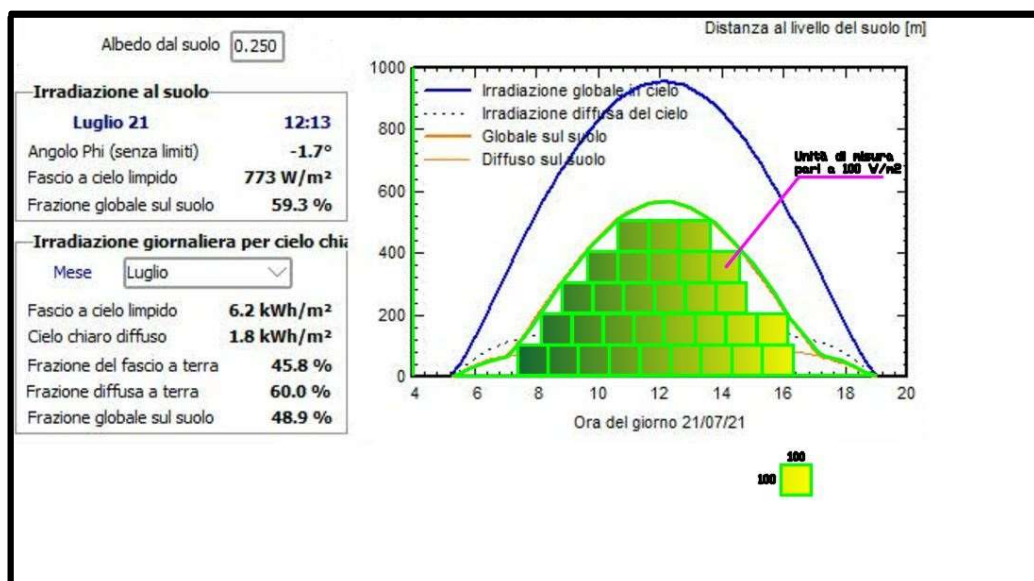 Albedo dal suolo 0.250
Irradiazione al suolo
Luglio 21 12:13
Angolo Phi (senza limiti) -1.7°
Fascio a cielo limpido 773 W/m²
Frazione globale sul suolo 59.3 %
Irradiazione giornaliera per cielo chia
Mese Luglio
Fascio a cielo limpido 6.2 kWh/m²
Cielo chiaro diffuso 1.8 kWh/m²
Frazione del fascio a terra 45.8 %
Frazione diffusa a terra 60.0 %
Frazione globale sul suolo 48.9 %
Distanza al livello del suolo [m]
1000
800
600
400
200
0
Irradiazione globale in cielo
Irradiazione diffusa del cielo
Globale sul suolo
Diffuso sul suolo
Unità di misura
pari a 100 W/m2
4 6 8 10 12 14 16 18 20
Ora del giorno 21/07/21
100
100